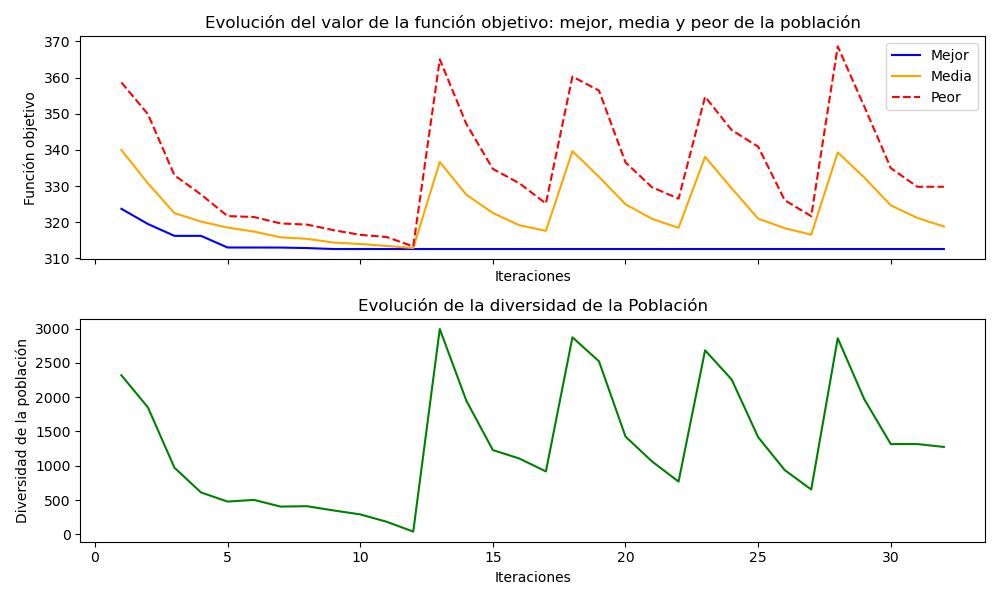 Evolución del valor de la función objetivo: mejor, media y peor de la población
370
360
350
340
330
320
310
Función objetivo
Mejor
Media
Peor
Iteraciones
Evolución de la diversidad de la Población
3000
2500
2000
1500
1000
500
0
Diversidad de la población
0 5 10 15 20 25 30
Iteraciones